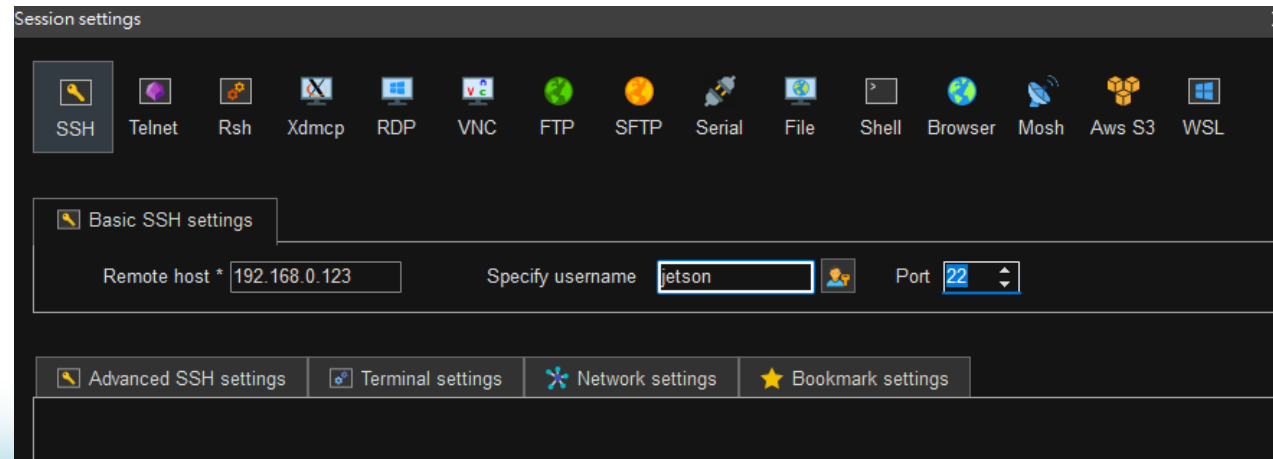 Session settings
SSH Telnet Rsh Xdmcp RDP VNC FTP SFTP Serial File Shell Browser Mosh Aws S3 WSL
Basic SSH settings
Remote host * 192.168.0.123 Specify username jetson Port 22
Advanced SSH settings Terminal settings Network settings Bookmark settings